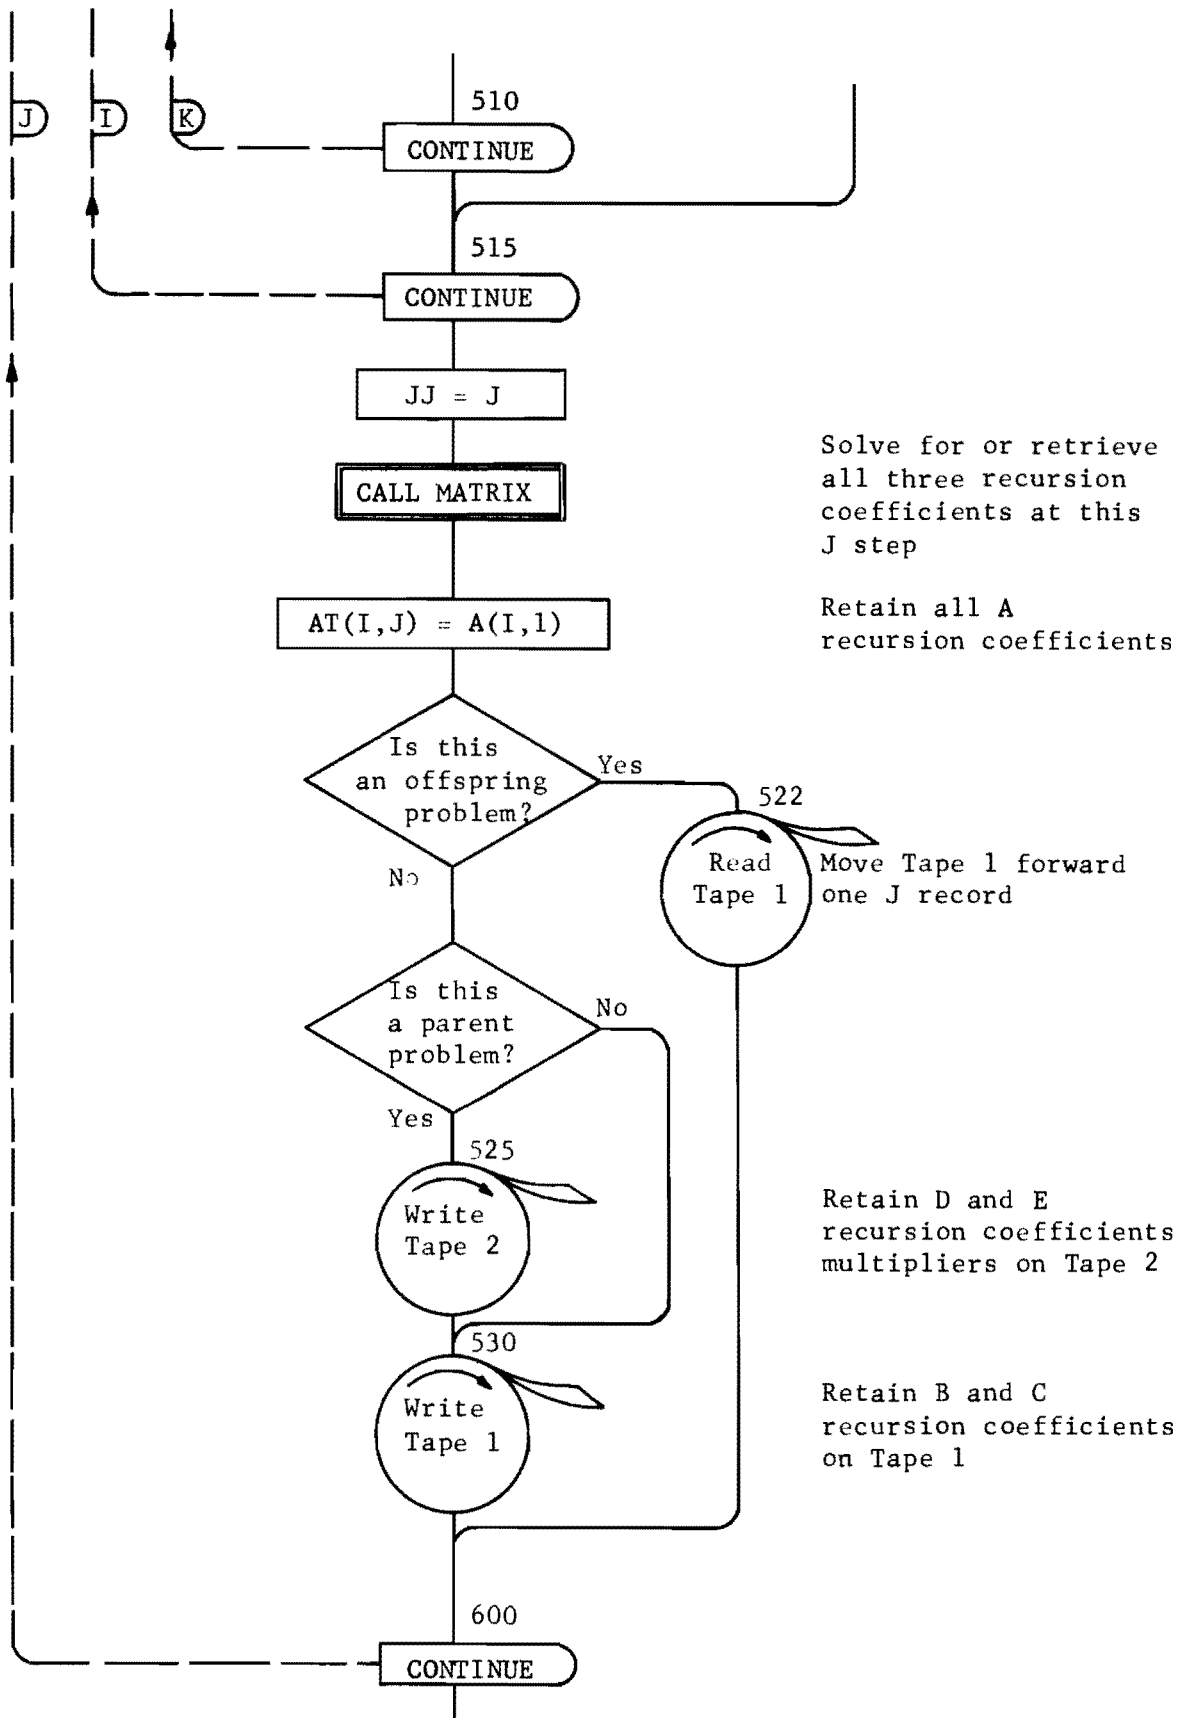 J
I
K
510
CONTINUE
515
CONTINUE
JJ = J
CALL MATRIX
Solve for or retrieve
all three recursion
coefficients at this
J step
AT(I,J) = A(I,1)
Retain all A
recursion coefficients
Is this
an offspring
problem?
Yes
No
522
Read
Tape 1
Move Tape 1 forward
one J record
Is this
a parent
problem?
No
Yes
525
Write
Tape 2
Retain D and E
recursion coefficients
multipliers on Tape 2
530
Write
Tape 1
Retain B and C
recursion coefficients
on Tape 1
600
CONTINUE